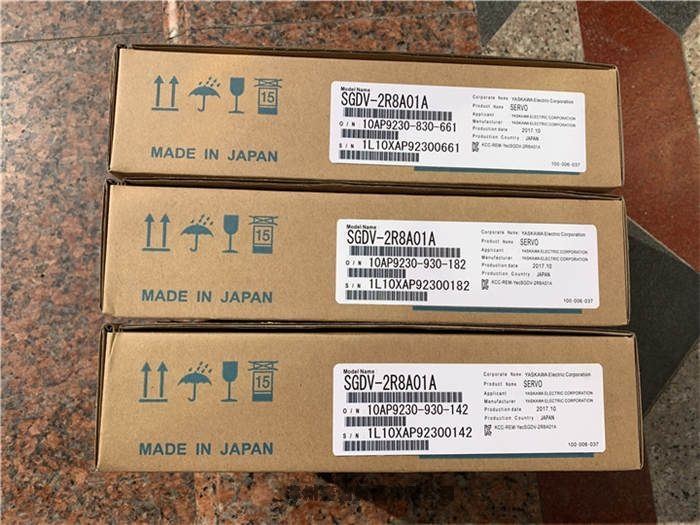 15
MADE IN JAPAN
Model Name
SGDV-2R8A01A
O/N 10AP9230-830-661
S/N 1L10XAP92300661
Corporate Name YASKAWA Electric Corporation
Product Name SERVO
Applicant : YASKAWA ELECTRIC CORPORATION
Manufacturer : YASKAWA ELECTRIC CORPORATION
Production date : 2017.10
Production Country : JAPAN
KCC-REM-YecSGDV-2R8A01A
100-006-037
15
MADE IN JAPAN
Model Name
SGDV-2R8A01A
O/N 10AP9230-930-182
S/N 1L10XAP92300182
Corporate Name YASKAWA Electric Corporation
Product Name SERVO
Applicant : YASKAWA ELECTRIC CORPORATION
Manufacturer : YASKAWA ELECTRIC CORPORATION
Production date : 2017.10
Production Country : JAPAN
KCC-REM-YecSGDV-2R8A01A
100-006-037
15
MADE IN JAPAN
Model Name
SGDV-2R8A01A
O/N 10AP9230-930-142
S/N 1L10XAP92300142
Corporate Name YASKAWA Electric Corporation
Product Name SERVO
Applicant : YASKAWA ELECTRIC CORPORATION
Manufacturer : YASKAWA ELECTRIC CORPORATION
Production date : 2017.10
Production Country : JAPAN
KCC-REM-YecSGDV-2R8A01A
100-006-037